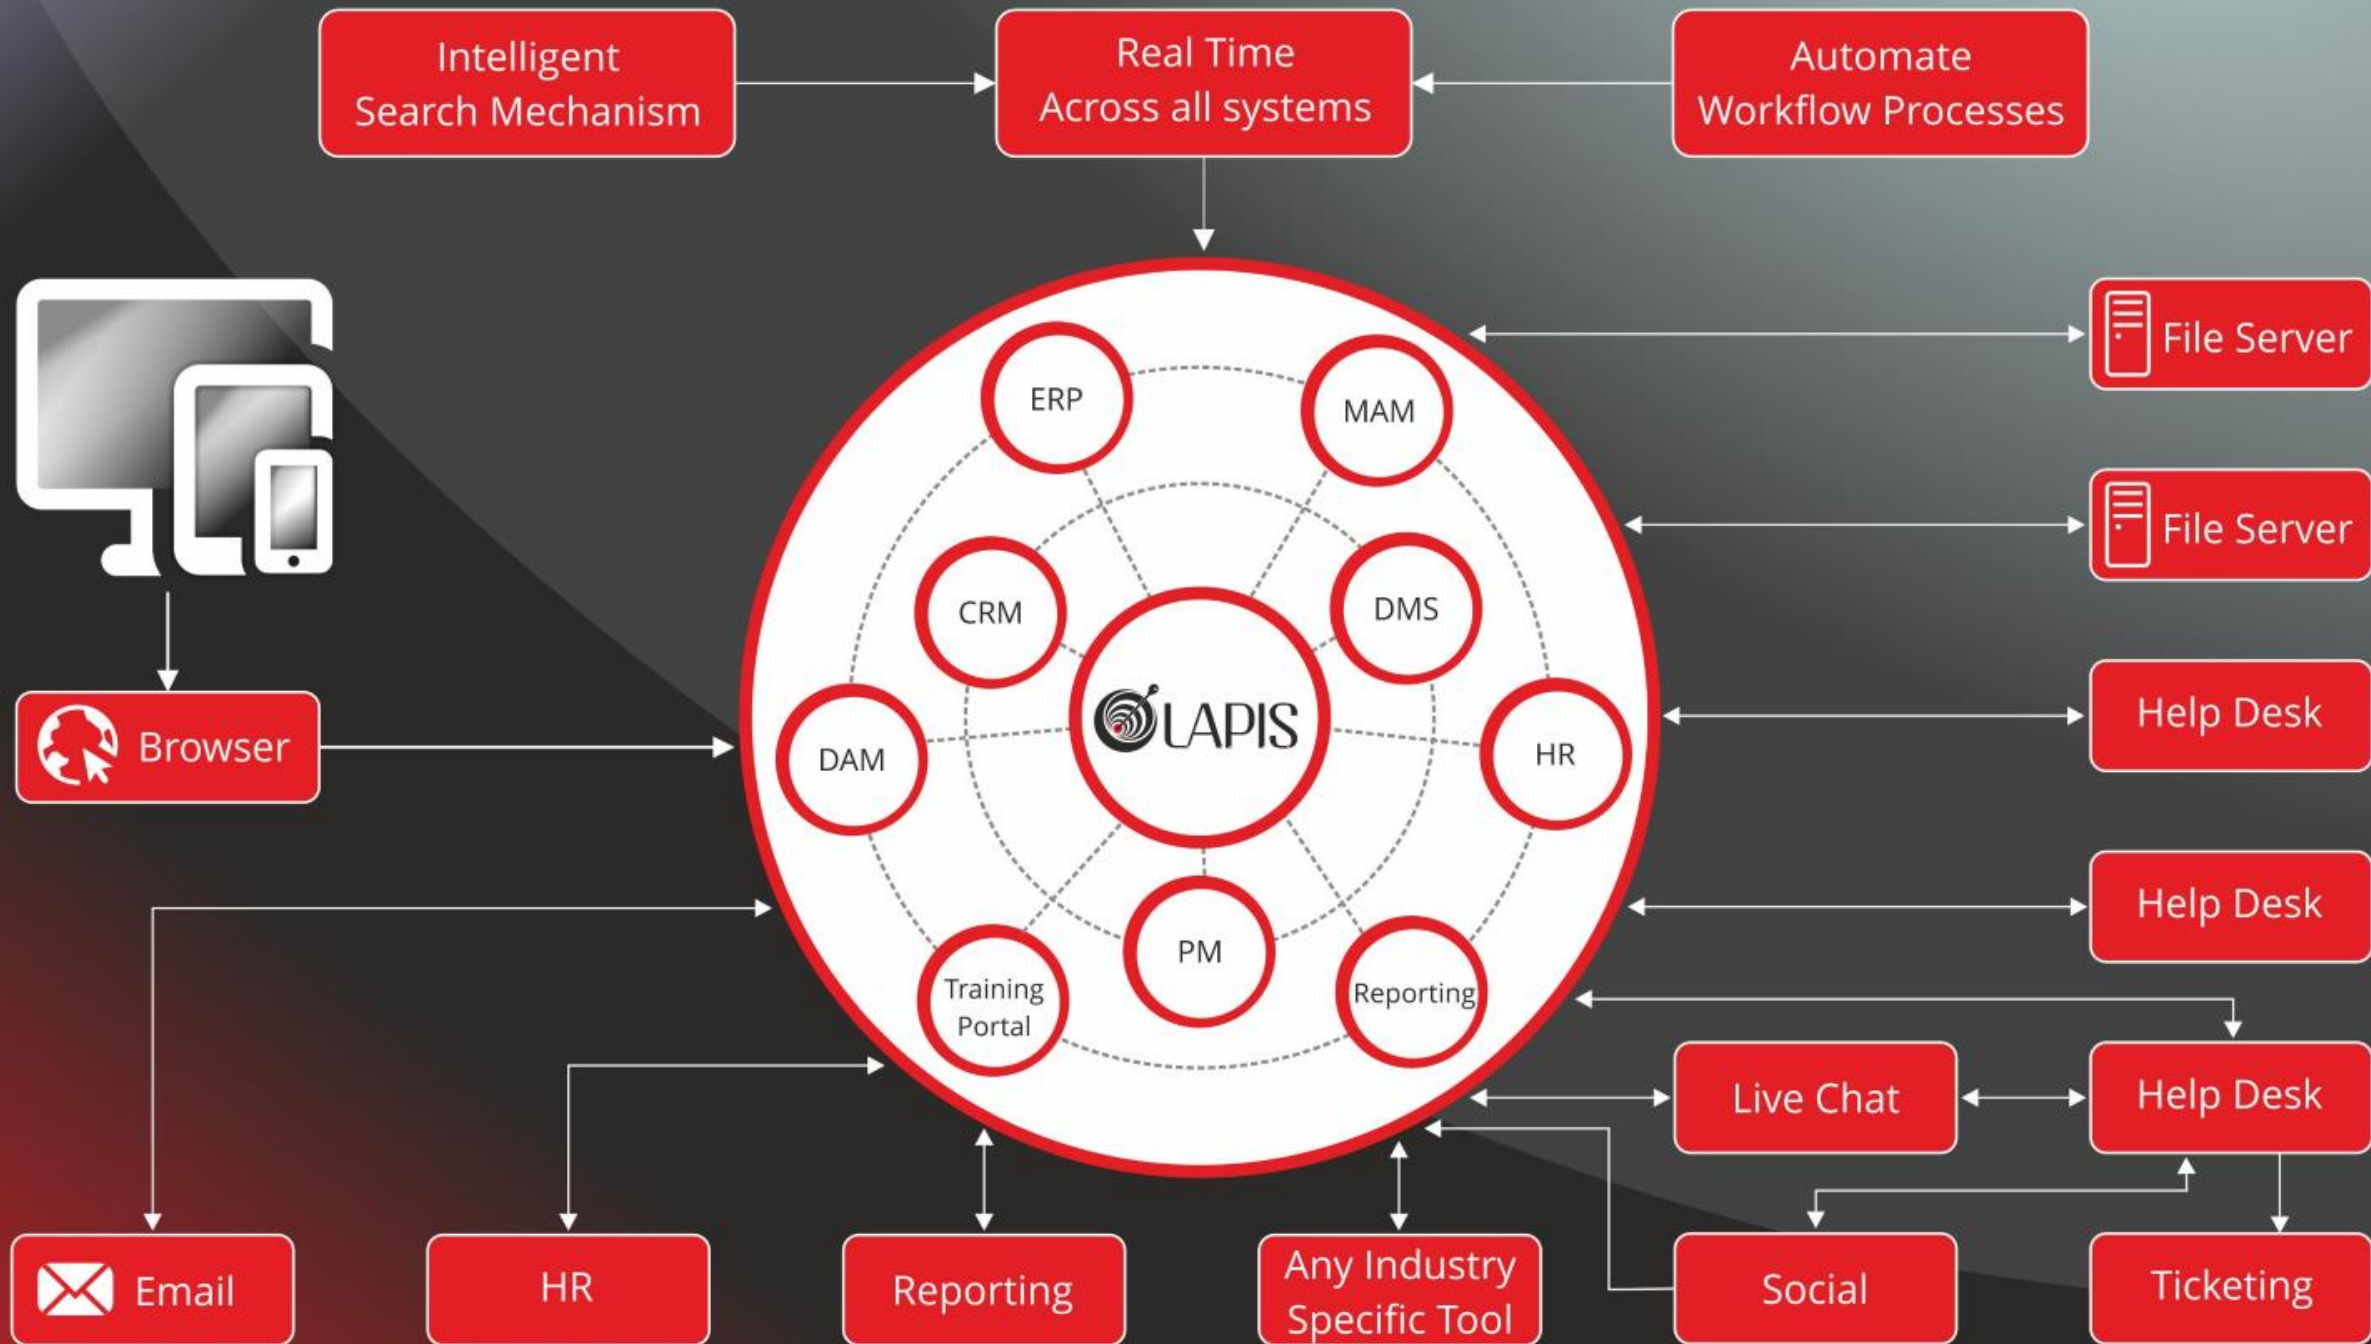 Intelligent
Search Mechanism
Real Time
Across all systems
Automate
Workflow Processes
File Server
File Server
Help Desk
Help Desk
Help Desk
Live Chat
Browser
ERP
MAM
CRM
DMS
LAPIS
DAM
HR
PM
Training
Portal
Reporting
Email
HR
Reporting
Any Industry
Specific Tool
Social
Ticketing